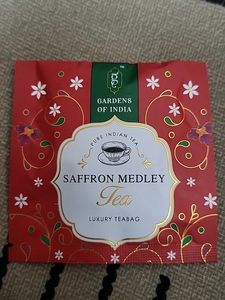 GARDENS
OF INDIA
PURE INDIAN TEA
SAFFRON MEDLEY
Tea
LUXURY TEABAG